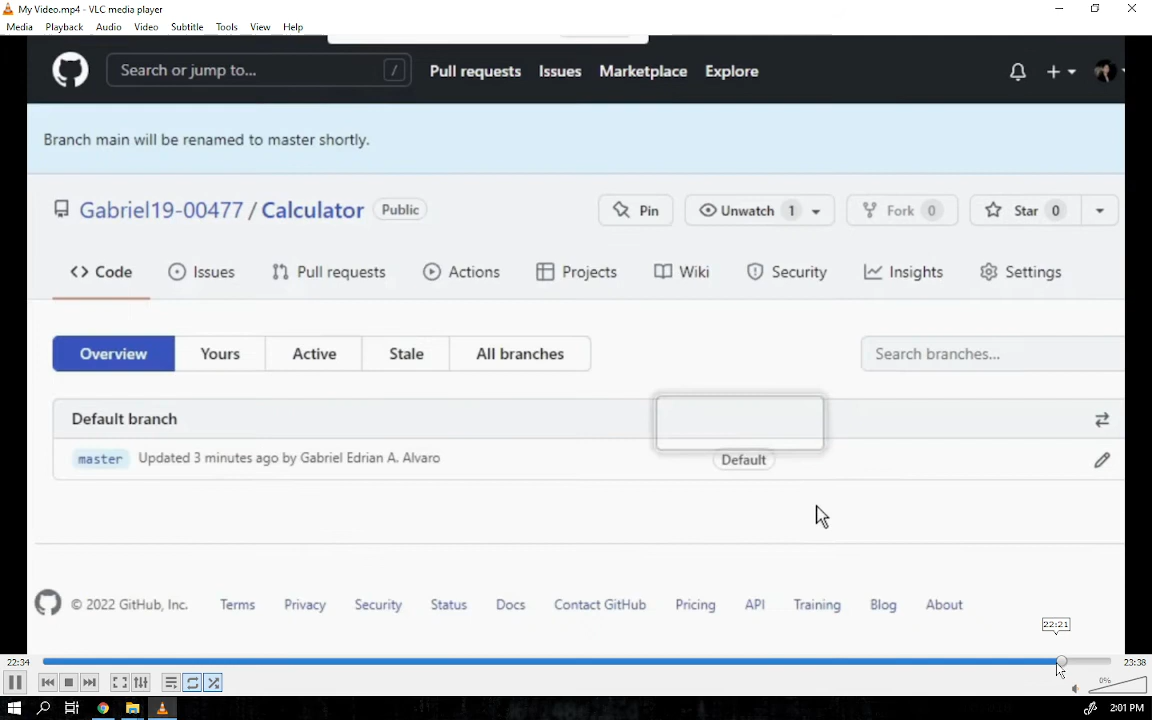 My Video.mp4 - VLC media player
Media Playback Audio Video Subtitle Tools View Help
Search or jump to... / Pull requests Issues Marketplace Explore
Branch main will be renamed to master shortly.
Gabriel19-00477 / Calculator Public Pin Unwatch 1 Fork 0 Star 0
Code Issues Pull requests Actions Projects Wiki Security Insights Settings
Overview Yours Active Stale All branches Search branches...
Default branch
master Updated 3 minutes ago by Gabriel Edrian A. Alvaro Default
© 2022 GitHub, Inc. Terms Privacy Security Status Docs Contact GitHub Pricing API Training Blog About
22:21
22:34 23:38
0%
2:01 PM